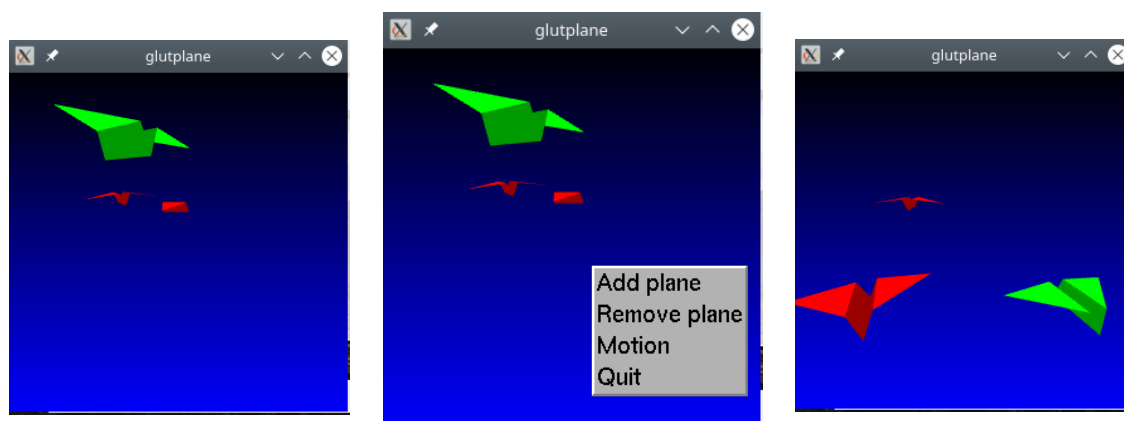 glutplane
glutplane
glutplane
Add plane
Remove plane
Motion
Quit